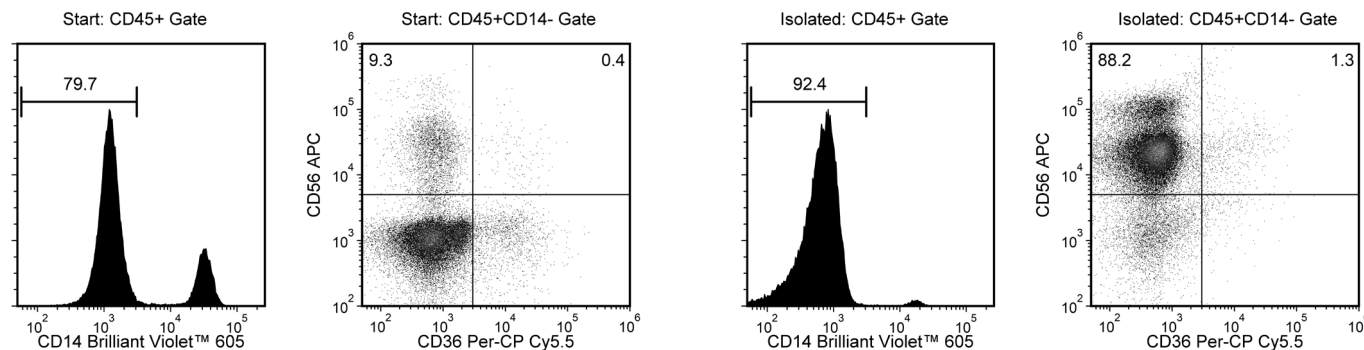 Start: CD45+ Gate
79.7
10² 10³ 10⁴ 10⁵
CD14 Brilliant Violet™ 605
Start: CD45+CD14- Gate
9.3 0.4
10⁶
10⁵
10⁴
10³
10²
CD56 APC
10² 10³ 10⁴ 10⁵ 10⁶
CD36 Per-CP Cy5.5
Isolated: CD45+ Gate
92.4
10² 10³ 10⁴ 10⁵
CD14 Brilliant Violet™ 605
Isolated: CD45+CD14- Gate
88.2 1.3
10⁶
10⁵
10⁴
10³
10²
CD56 APC
10² 10³ 10⁴ 10⁵ 10
CD36 Per-CP Cy5.5